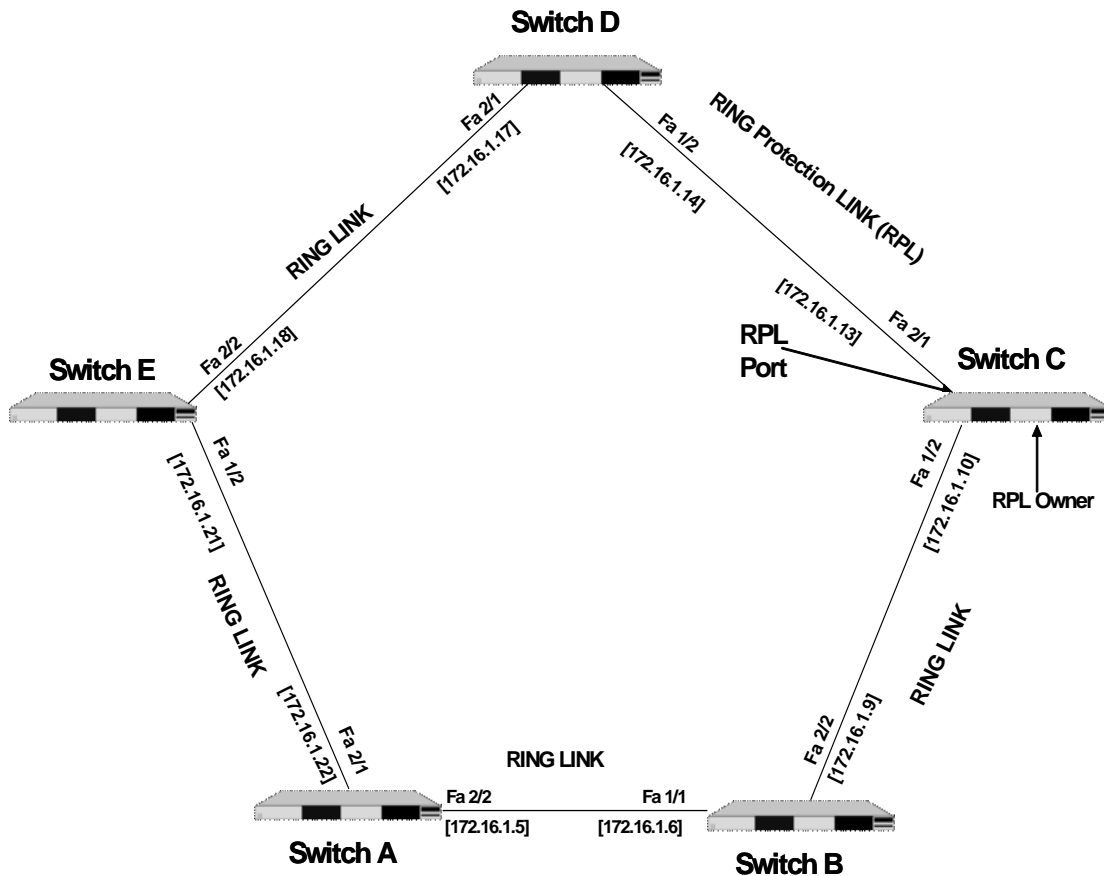 Switch D
Fa 2/1
[172.16.1.17]
Fa 1/2
[172.16.1.14]
RING Protection LINK (RPL)
RING LINK
Fa 2/2
[172.16.1.18]
[172.16.1.13]
Fa 2/1
RPL
Port
Switch E
Switch C
Fa 1/2
[172.16.1.21]
Fa 1/2
[172.16.1.10]
RPL Owner
RING LINK
RING LINK
[172.16.1.22]
Fa 2/1
Fa 2/2
[172.16.1.9]
RING LINK
Fa 2/2
Fa 1/1
[172.16.1.5]
[172.16.1.6]
Switch A
Switch B